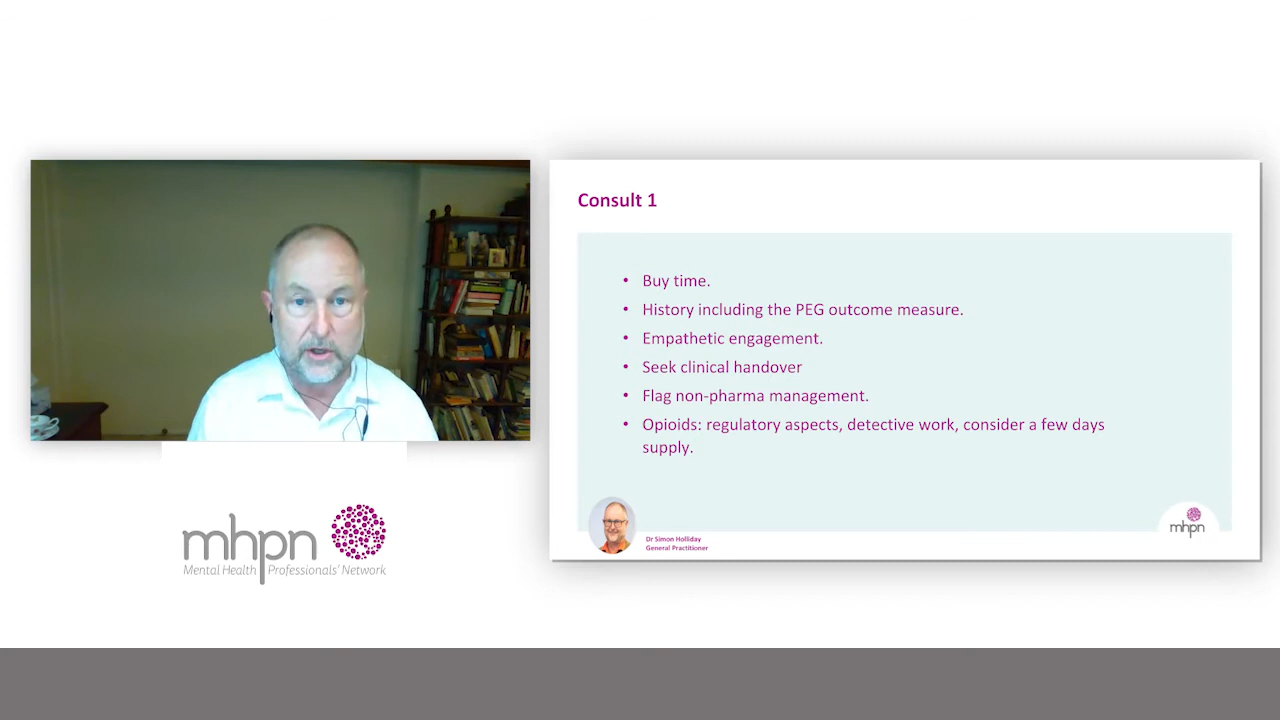 Consult 1
• Buy time.
• History including the PEG outcome measure.
• Empathetic engagement.
• Seek clinical handover
• Flag non-pharma management.
• Opioids: regulatory aspects, detective work, consider a few days
supply.
Dr Simon Holliday
General Practitioner
mhpn
mhpn
Mental Health Professionals' Network